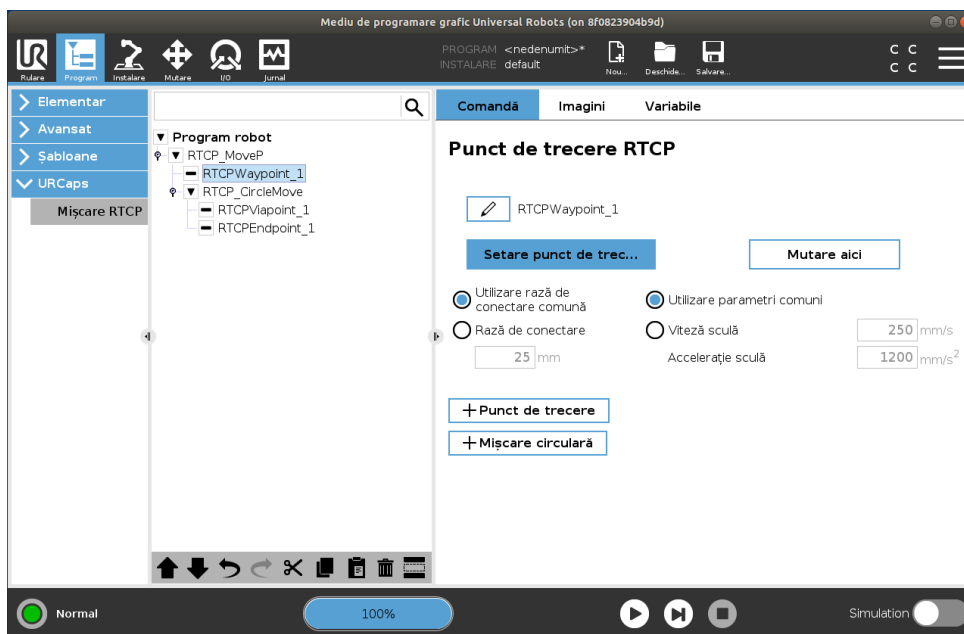 Mediu de programare grafic Universal Robots (on 8f0823904b9d)
Rulare
Program
Instalare
Mutare
I/O
Jurnal
PROGRAM <nedenumit>*
INSTALARE default
Nou...
Deschide...
Salvare...
C C
C C
Elementar
Avansat
Șabloane
URCaps
Mișcare RTCP
Program robot
RTCP_MoveP
RTCPWaypoint_1
RTCP_CircleMove
RTCPViapoint_1
RTCPEndpoint_1
Comandă
Imagini
Variabile
Punct de trecere RTCP
RTCPWaypoint_1
Setare punct de trec...
Mutare aici
Utilizare rază de
conectare comună
Utilizare parametri comuni
Rază de conectare
Viteză sculă
250 mm/s
25 mm
Accelerație sculă
1200 mm/s²
+ Punct de trecere
+ Mișcare circulară
Normal
100%
Simulation